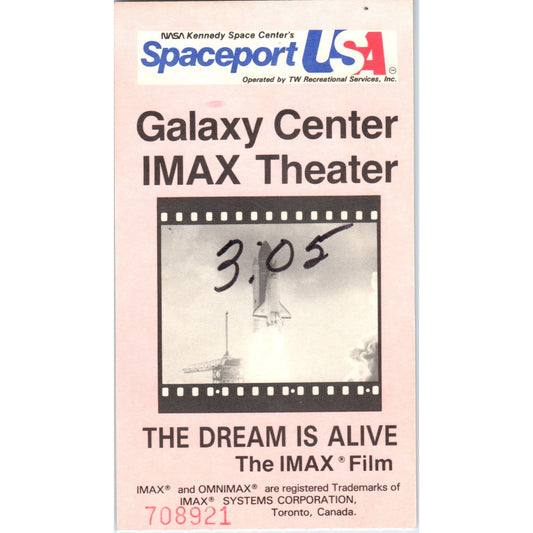 NASA Kennedy Space Center's
Spaceport USA
Operated by TW Recreational Services, Inc.
Galaxy Center
IMAX Theater
3:05
THE DREAM IS ALIVE
The IMAX® Film
IMAX® and OMNIMAX® are registered Trademarks of
IMAX® SYSTEMS CORPORATION,
Toronto, Canada.
708921